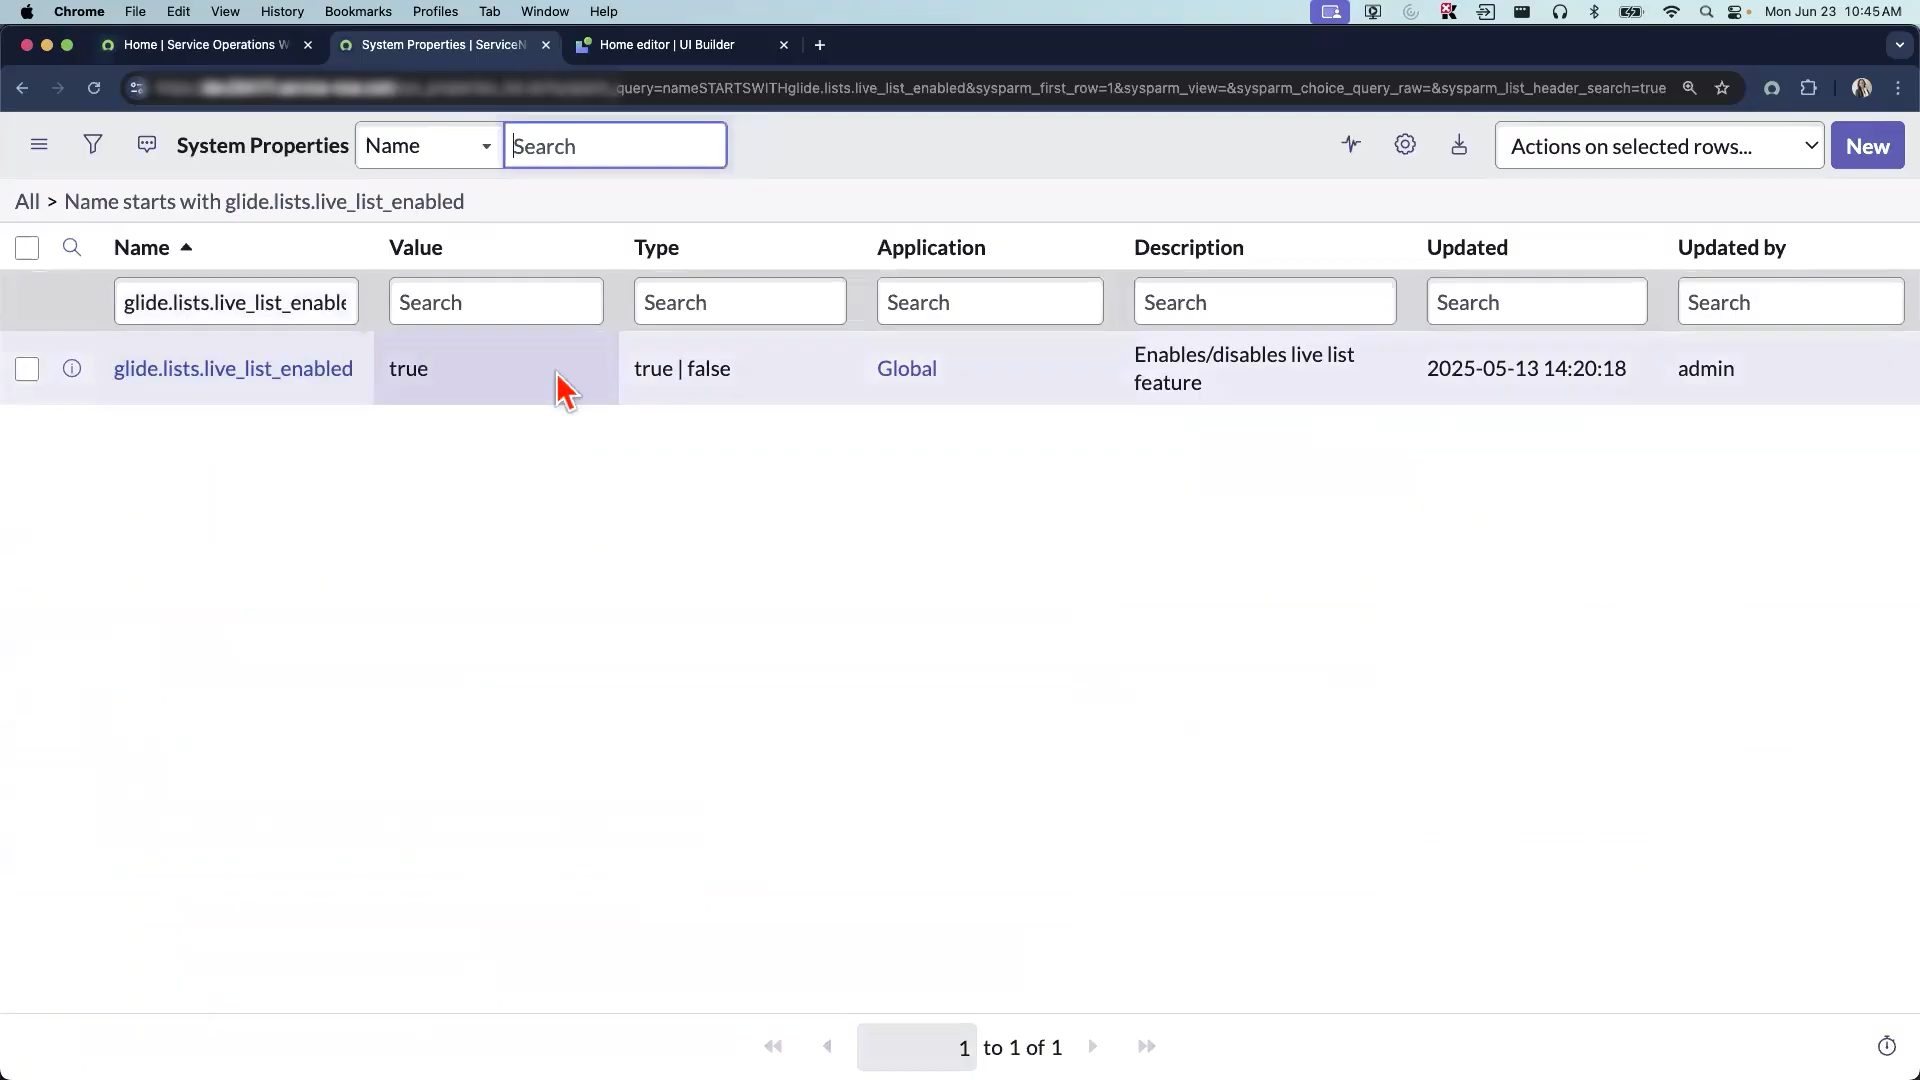 Chrome File Edit View History Bookmarks Profiles Tab Window Help Mon Jun 23 10:45 AM
Home | Service Operations W System Properties | ServiceN Home editor | UI Builder
query=nameSTARTSWITHglide.lists.live_list_enabled&sysparm_first_row=1&sysparm_view=&sysparm_choice_query_raw=&sysparm_list_header_search=true
System Properties Name Search Actions on selected rows... New
All > Name starts with glide.lists.live_list_enabled
Name Value Type Application Description Updated Updated by
glide.lists.live_list_enable Search Search Search Search Search Search
glide.lists.live_list_enabled true true | false Global Enables/disables live list 2025-05-13 14:20:18 admin
feature
1 to 1 of 1